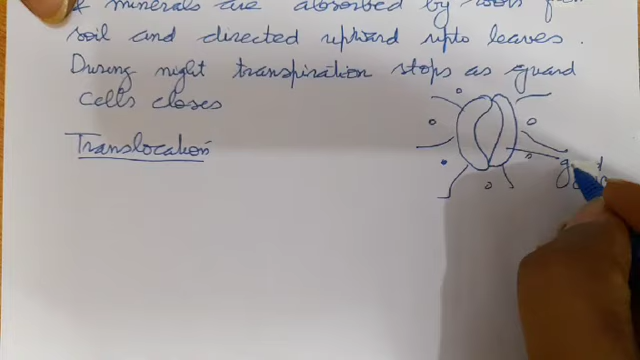 minerals are absorbed by roots from
soil and directed upward upto leaves.
During night transpiration stops as guard
cells closes
Translocation